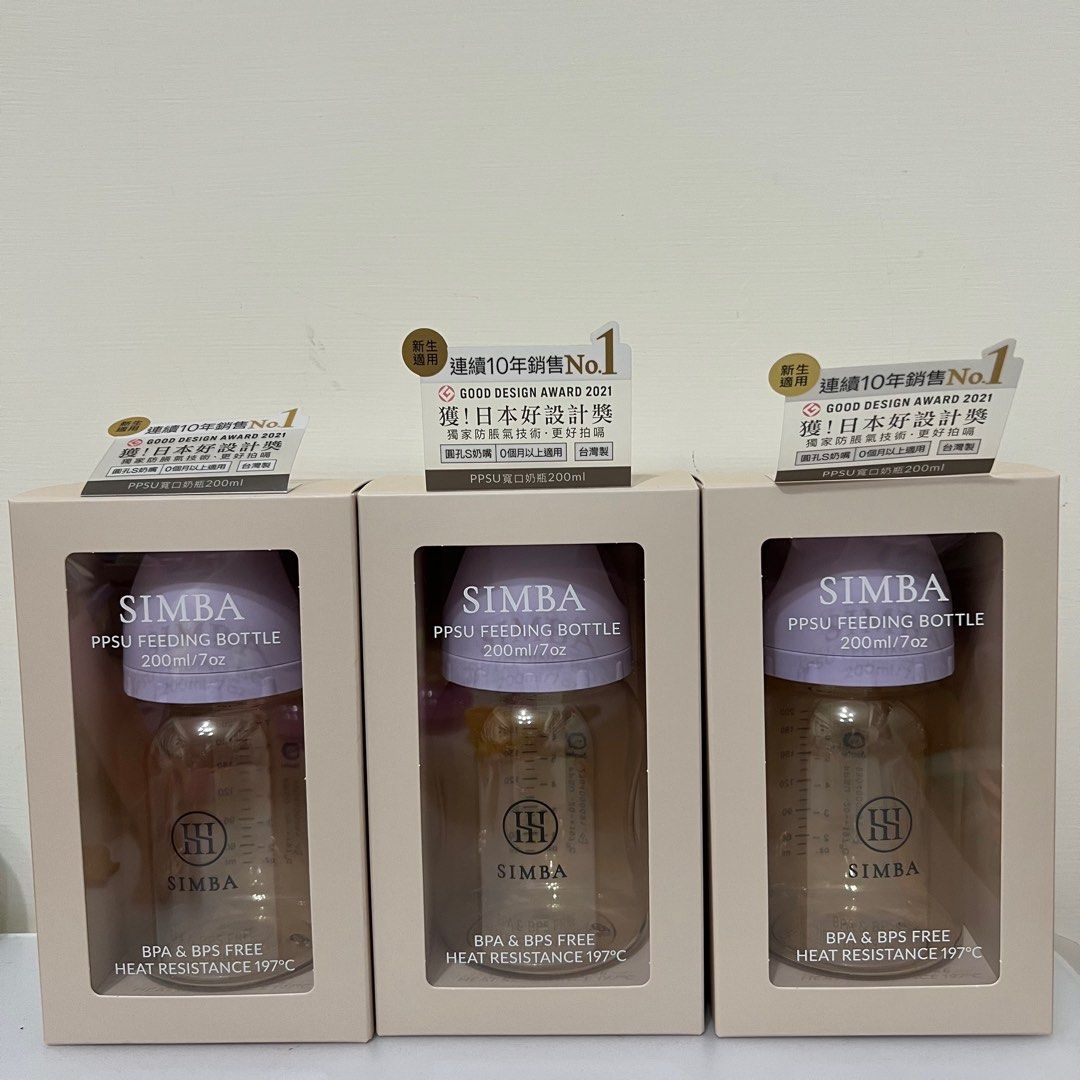 新生
適用
連續10年銷售No.1
GOOD DESIGN AWARD 2021
獲!日本好設計獎
獨家防脹氣技術·更好拍嗝
圓孔S奶嘴 0個月以上適用 台灣製
PPSU寬口奶瓶200ml
SIMBA
PPSU FEEDING BOTTLE
200ml/7oz
SIMBA
BPA & BPS FREE
HEAT RESISTANCE 197°C
新生
適用
連續10年銷售No.1
GOOD DESIGN AWARD 2021
獲!日本好設計獎
獨家防脹氣技術·更好拍嗝
圓孔S奶嘴 0個月以上適用 台灣製
PPSU寬口奶瓶200ml
SIMBA
PPSU FEEDING BOTTLE
200ml/7oz
SIMBA
BPA & BPS FREE
HEAT RESISTANCE 197°C
新生
適用
連續10年銷售No.1
GOOD DESIGN AWARD 2021
獲!日本好設計獎
獨家防脹氣技術·更好拍嗝
圓孔S奶嘴 0個月以上適用 台灣製
PPSU寬口奶瓶200ml
SIMBA
PPSU FEEDING BOTTLE
200ml/7oz
SIMBA
BPA & BPS FREE
HEAT RESISTANCE 197°C